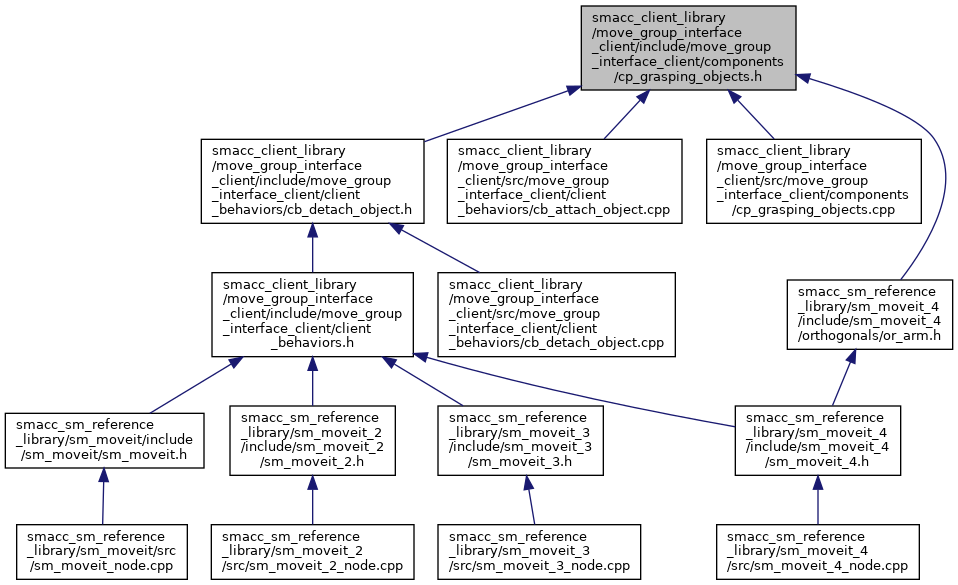 smacc_client_library
/move_group_interface
_client/include/move_group
_interface_client/components
/cp_grasping_objects.h
smacc_client_library
/move_group_interface
_client/include/move_group
_interface_client/client
_behaviors/cb_detach_object.h
smacc_client_library
/move_group_interface
_client/src/move_group
_interface_client/client
_behaviors/cb_attach_object.cpp
smacc_client_library
/move_group_interface
_client/src/move_group
_interface_client/components
/cp_grasping_objects.cpp
smacc_client_library
/move_group_interface
_client/include/move_group
_interface_client/client
_behaviors.h
smacc_client_library
/move_group_interface
_client/src/move_group
_interface_client/client
_behaviors/cb_detach_object.cpp
smacc_sm_reference
_library/sm_moveit_4
/include/sm_moveit_4
/orthogonals/or_arm.h
smacc_sm_reference
_library/sm_moveit/include
/sm_moveit/sm_moveit.h
smacc_sm_reference
_library/sm_moveit_2
/include/sm_moveit_2
/sm_moveit_2.h
smacc_sm_reference
_library/sm_moveit_3
/include/sm_moveit_3
/sm_moveit_3.h
smacc_sm_reference
_library/sm_moveit_4
/include/sm_moveit_4
/sm_moveit_4.h
smacc_sm_reference
_library/sm_moveit/src
/sm_moveit_node.cpp
smacc_sm_reference
_library/sm_moveit_2
/src/sm_moveit_2_node.cpp
smacc_sm_reference
_library/sm_moveit_3
/src/sm_moveit_3_node.cpp
smacc_sm_reference
_library/sm_moveit_4
/src/sm_moveit_4_node.cpp